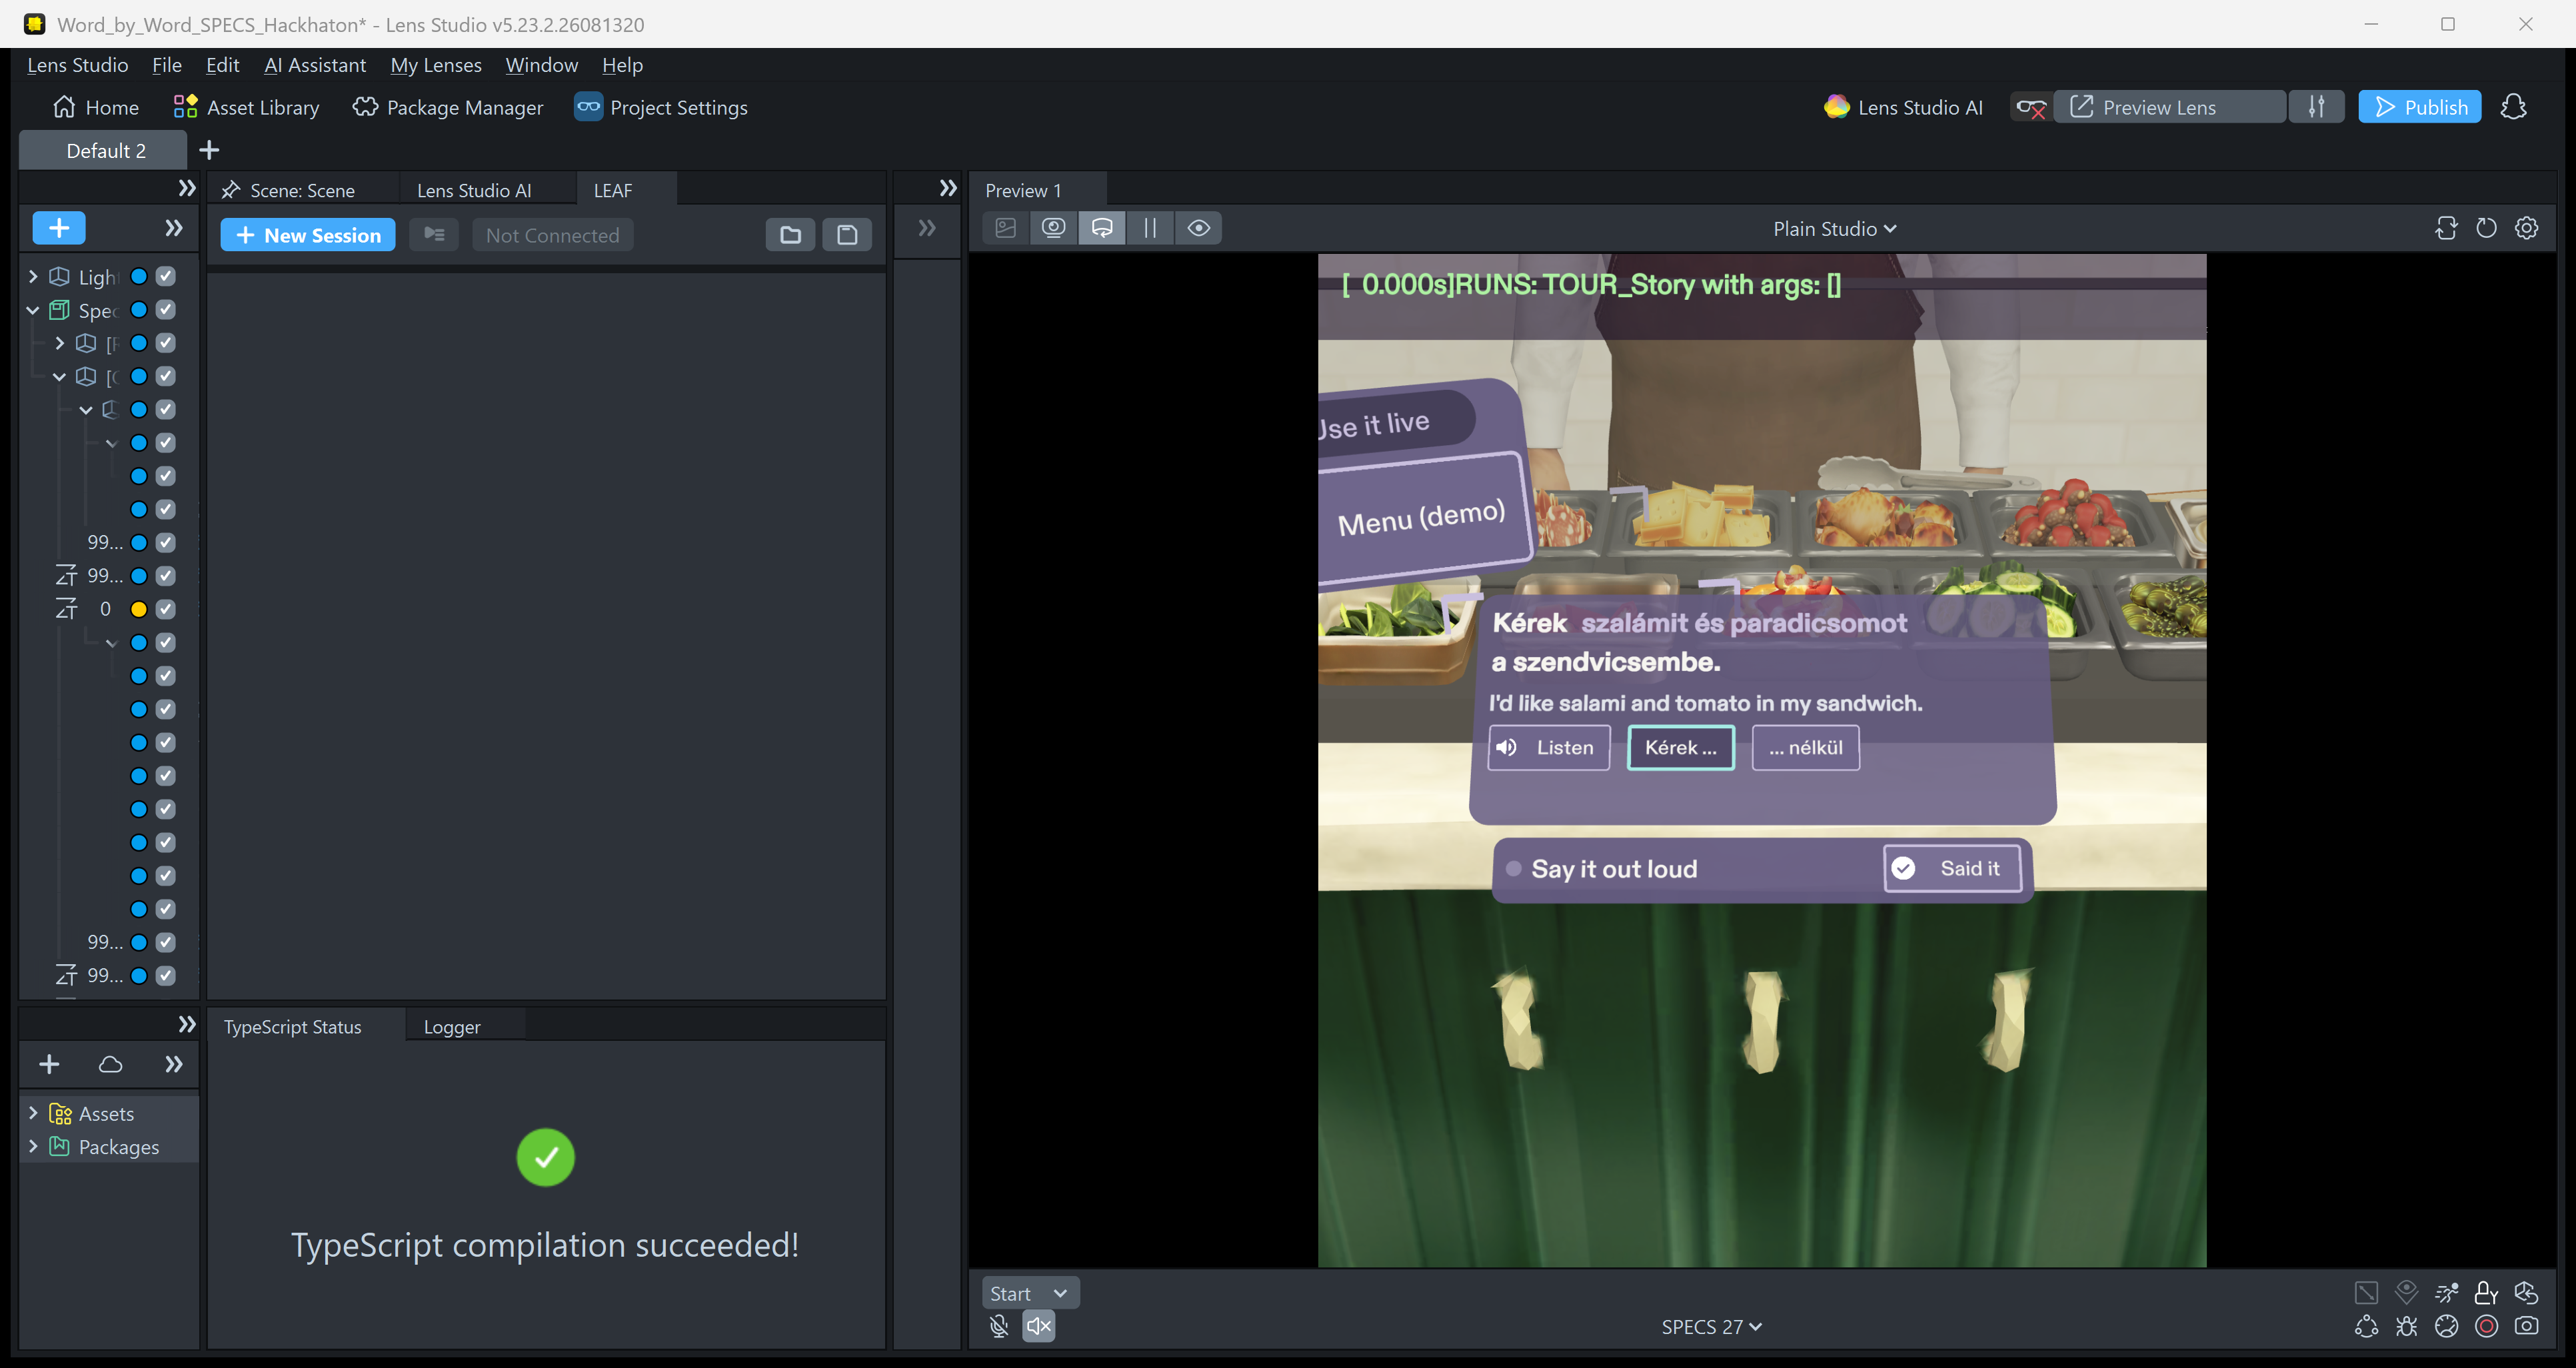 Word_by_Word_SPECS_Hackhaton* - Lens Studio v5.23.2.26081320
Lens Studio File Edit AI Assistant My Lenses Window Help
Home Asset Library Package Manager Project Settings
Lens Studio AI Preview Lens Publish
Default 2
Scene: Scene Lens Studio AI LEAF
Preview 1
New Session Not Connected
Plain Studio
Ligh
Spec
99...
99...
0
99...
99...
[ 0.000s]RUNS: TOUR_Story with args: []
Use it live
Menu (demo)
Kérek szalámit és paradicsomot
a szendvicsembe.
I'd like salami and tomato in my sandwich.
Listen Kérek ... ... nélkül
Say it out loud Said it
TypeScript Status Logger
Assets
Packages
TypeScript compilation succeeded!
Start
SPECS 27